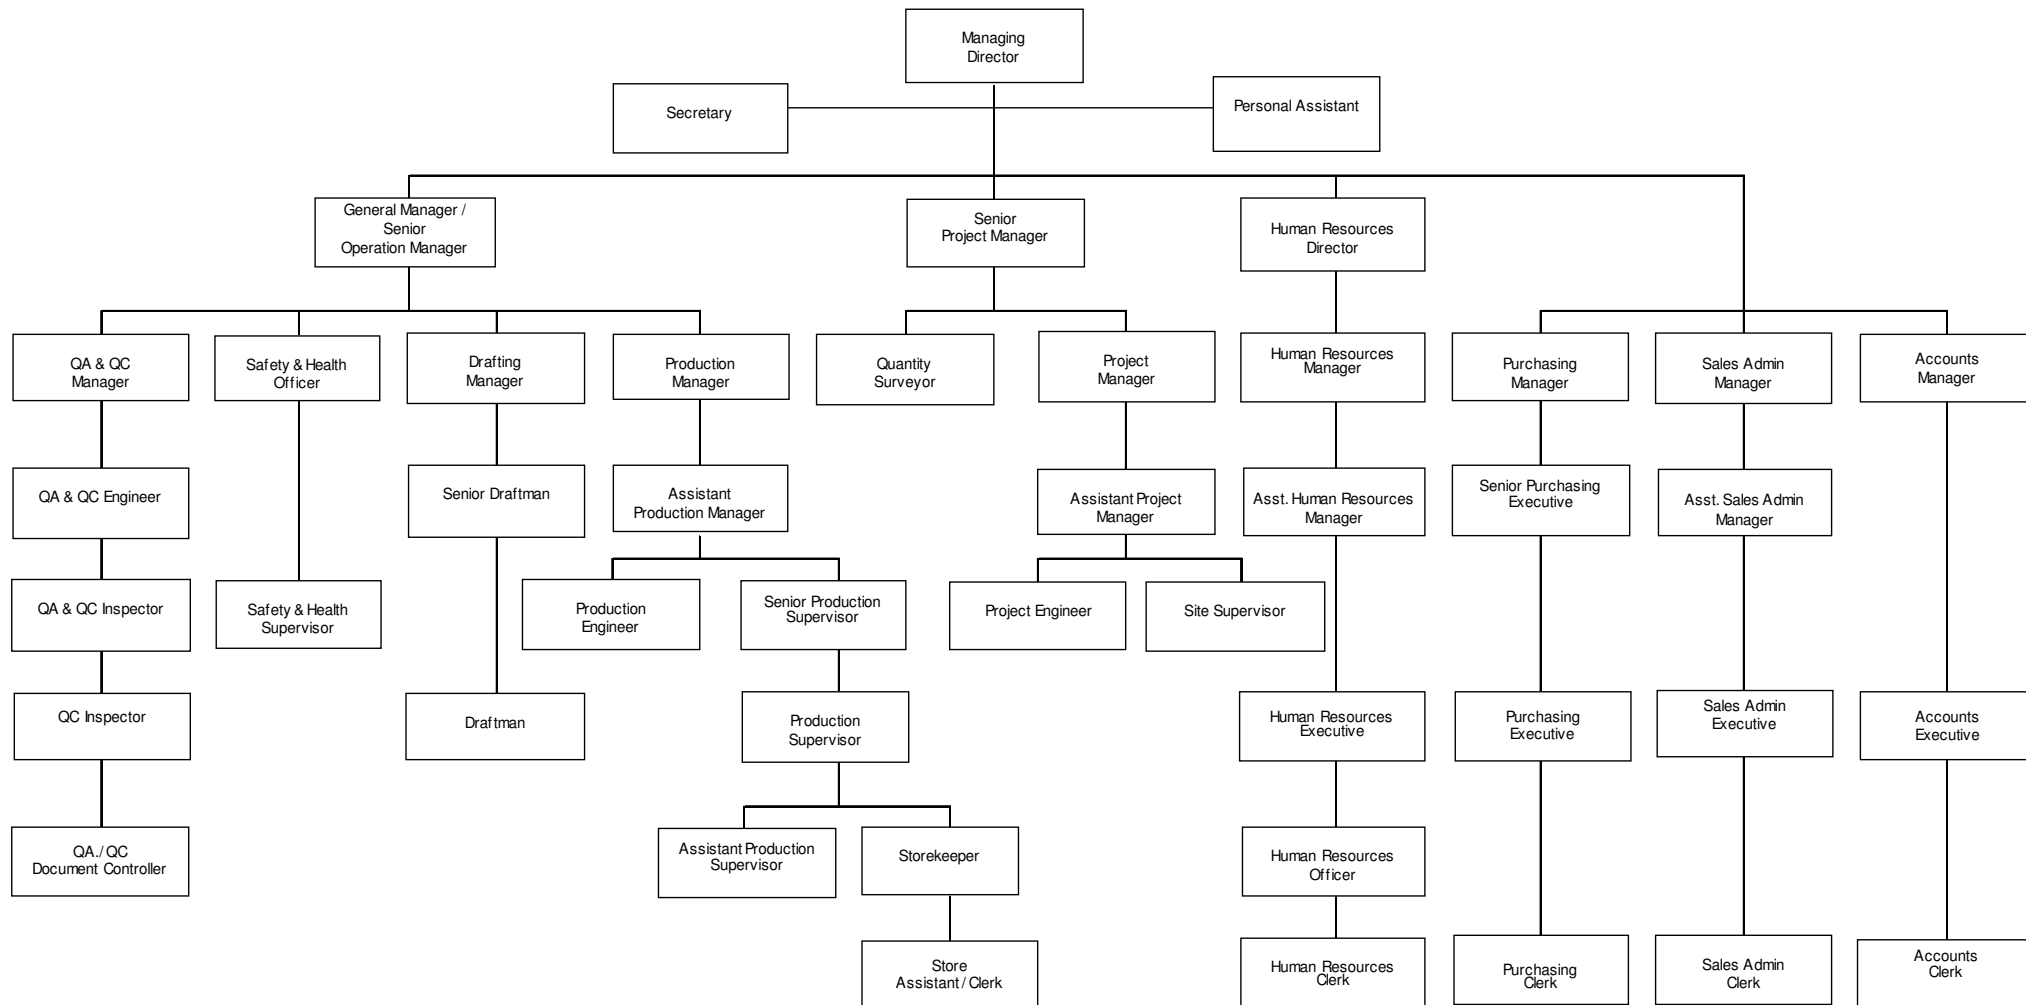 Managing
Director
Secretary
Personal Assistant
General Manager /
Senior
Operation Manager
Senior
Project Manager
Human Resources
Director
QA & QC
Manager
Safety & Health
Officer
Drafting
Manager
Production
Manager
Quantity
Surveyor
Project
Manager
Human Resources
Manager
Purchasing
Manager
Sales Admin
Manager
Accounts
Manager
QA & QC Engineer
Senior Draftman
Assistant
Production Manager
Assistant Project
Manager
Asst. Human Resources
Manager
Senior Purchasing
Executive
Asst. Sales Admin
Manager
QA & QC Inspector
Safety & Health
Supervisor
Production
Engineer
Senior Production
Supervisor
Project Engineer
Site Supervisor
QC Inspector
Draftman
Production
Supervisor
Human Resources
Executive
Purchasing
Executive
Sales Admin
Executive
Accounts
Executive
QA./ QC
Document Controller
Assistant Production
Supervisor
Storekeeper
Human Resources
Officer
Store
Assistant / Clerk
Human Resources
Clerk
Purchasing
Clerk
Sales Admin
Clerk
Accounts
Clerk